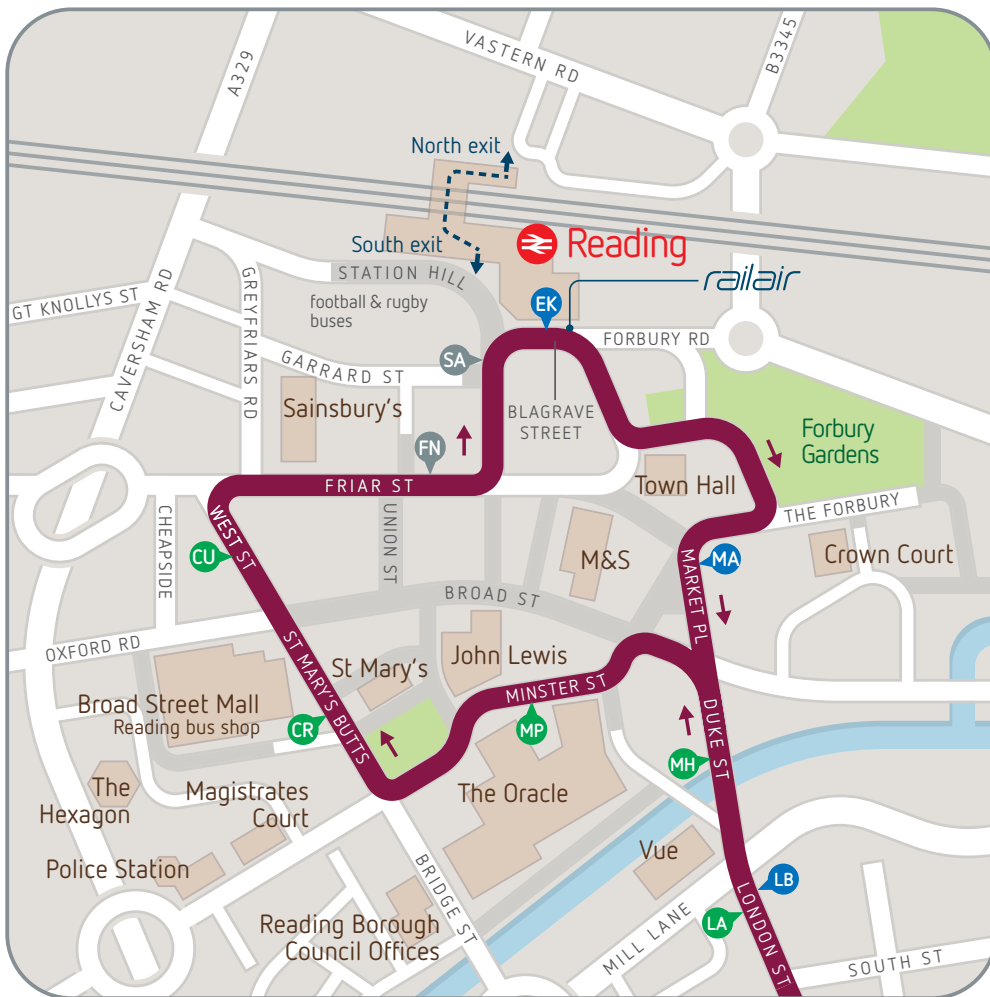 A329
VASTERN RD
B3345
North exit
South exit
Reading
railair
STATION HILL
football & rugby
buses
GT KNOLLYS ST
CAVERSHAM RD
GREYFRIARS RD
GARRARD ST
Sainsbury's
SA
EK
FORBURY RD
BLAGRAVE
STREET
Forbury
Gardens
FN
FRIAR ST
Town Hall
THE FORBURY
Crown Court
CHEAPSIDE
WEST ST
CU
UNION ST
M&S
MA
MARKET PL
BROAD ST
OXFORD RD
ST MARY'S BUTTS
St Mary's
John Lewis
MINSTER ST
Broad Street Mall
Reading bus shop
CR
MP
DUKE ST
MH
The
Hexagon
Magistrates
Court
The Oracle
Police Station
Vue
BRIDGE ST
LB
LA
LONDON ST
Reading Borough
Council Offices
MILL LANE
SOUTH ST